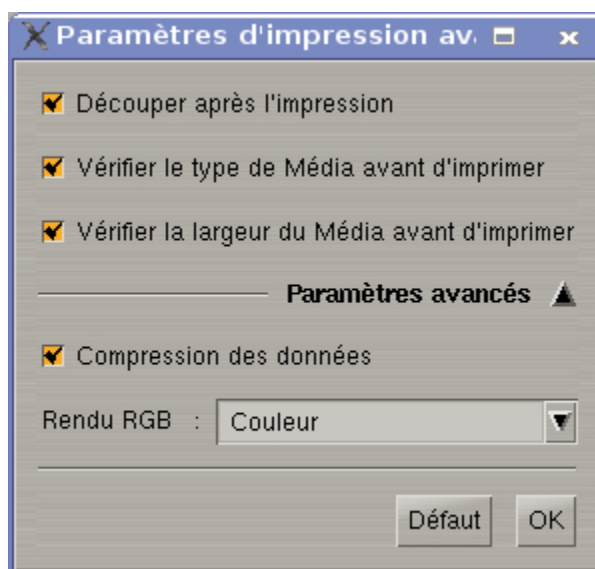 Paramètres d'impression av
Découper après l'impression
Vérifier le type de Média avant d'imprimer
Vérifier la largeur du Média avant d'imprimer
Paramètres avancés
Compression des données
Rendu RGB : Couleur
Défaut OK